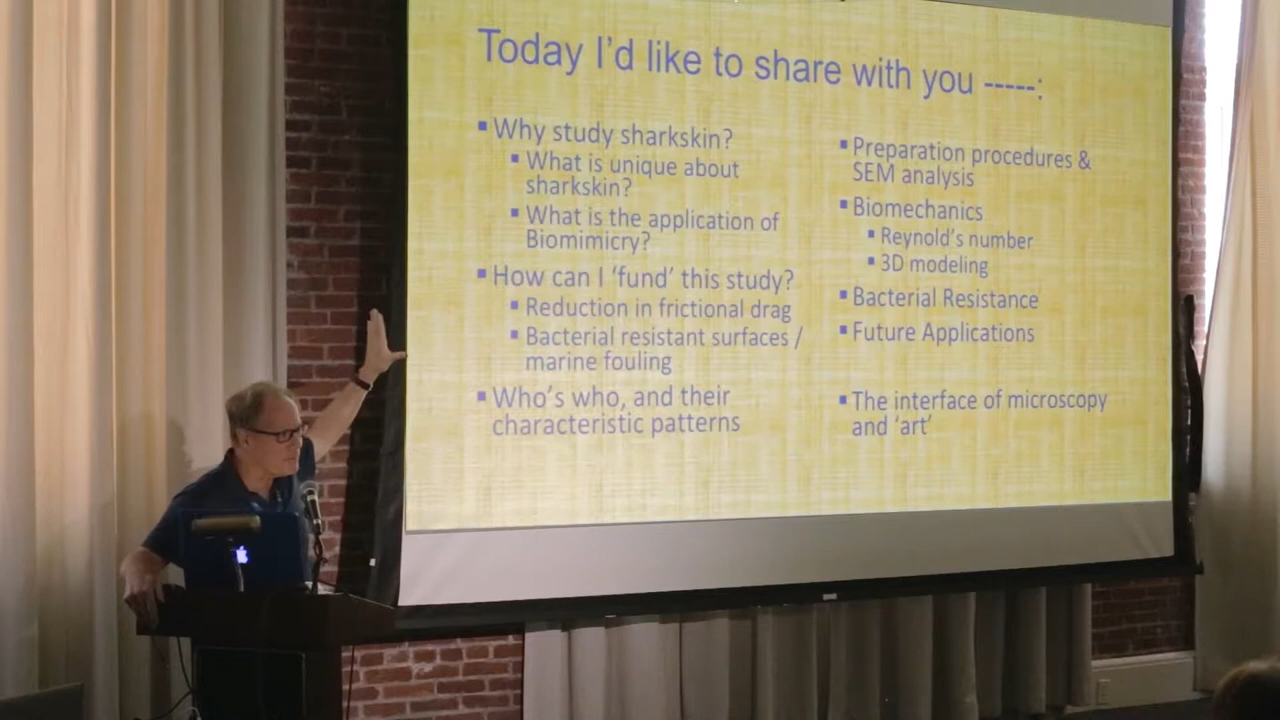 Today I'd like to share with you -----:
▪ Why study sharkskin?
▪ What is unique about
sharkskin?
▪ What is the application of
Biomimicry?
▪ How can I 'fund' this study?
▪ Reduction in frictional drag
▪ Bacterial resistant surfaces /
marine fouling
▪ Who's who, and their
characteristic patterns
▪ Preparation procedures &
SEM analysis
▪ Biomechanics
▪ Reynold's number
▪ 3D modeling
▪ Bacterial Resistance
▪ Future Applications
▪ The interface of microscopy
and 'art'